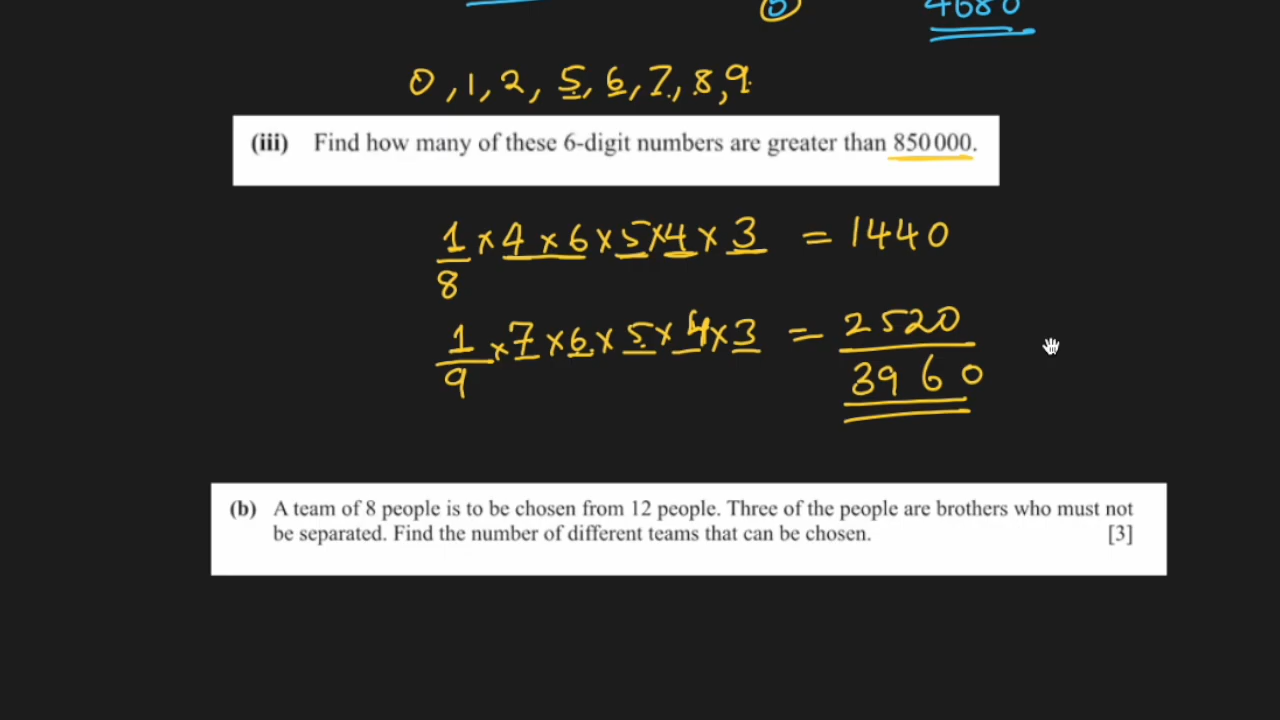 5
4680
0, 1, 2, 5, 6, 7, 8, 9
(iii) Find how many of these 6-digit numbers are greater than 850 000.
1 × 4 × 6 × 5 × 4 × 3 = 1440
8
1 × 7 × 6 × 5 × 4 × 3 = 2520
9
3960
(b) A team of 8 people is to be chosen from 12 people. Three of the people are brothers who must not
be separated. Find the number of different teams that can be chosen. [3]